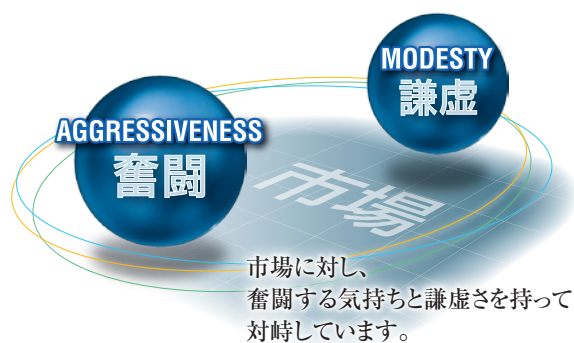 MODESTY
謙虚
AGGRESSIVENESS
奮闘
市場
市場に対し、
奮闘する気持ちと謙虚さを持って
対峙しています。